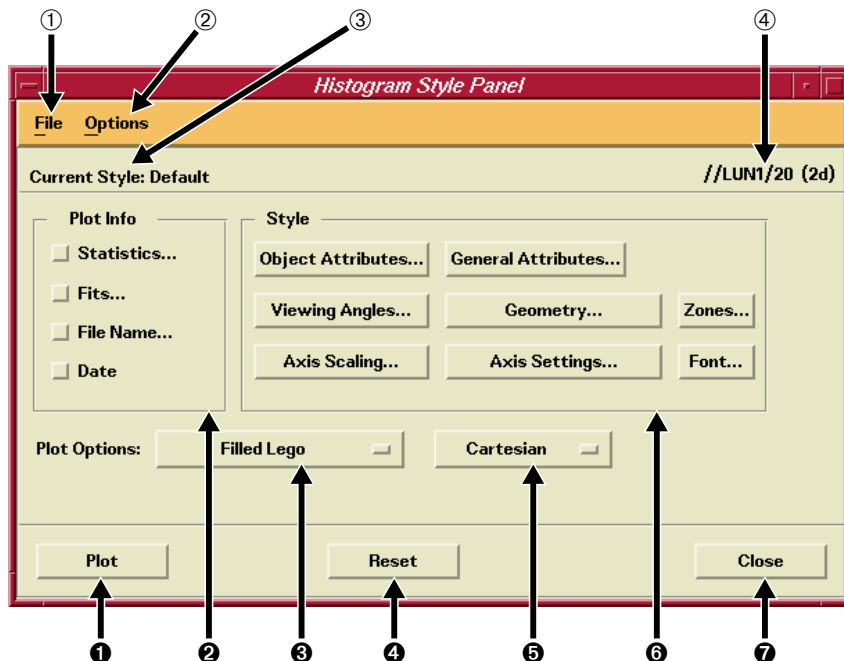 ① ② ③ ④
Histogram Style Panel
File Options
Current Style: Default //LUN1/20 (2d)
Plot Info
Statistics...
Fits...
File Name...
Date
Style
Object Attributes... General Attributes...
Viewing Angles... Geometry... Zones...
Axis Scaling... Axis Settings... Font...
Plot Options: Filled Lego Cartesian
Plot Reset Close
❶ ❷ ❸ ❹ ❺ ❻ ❼